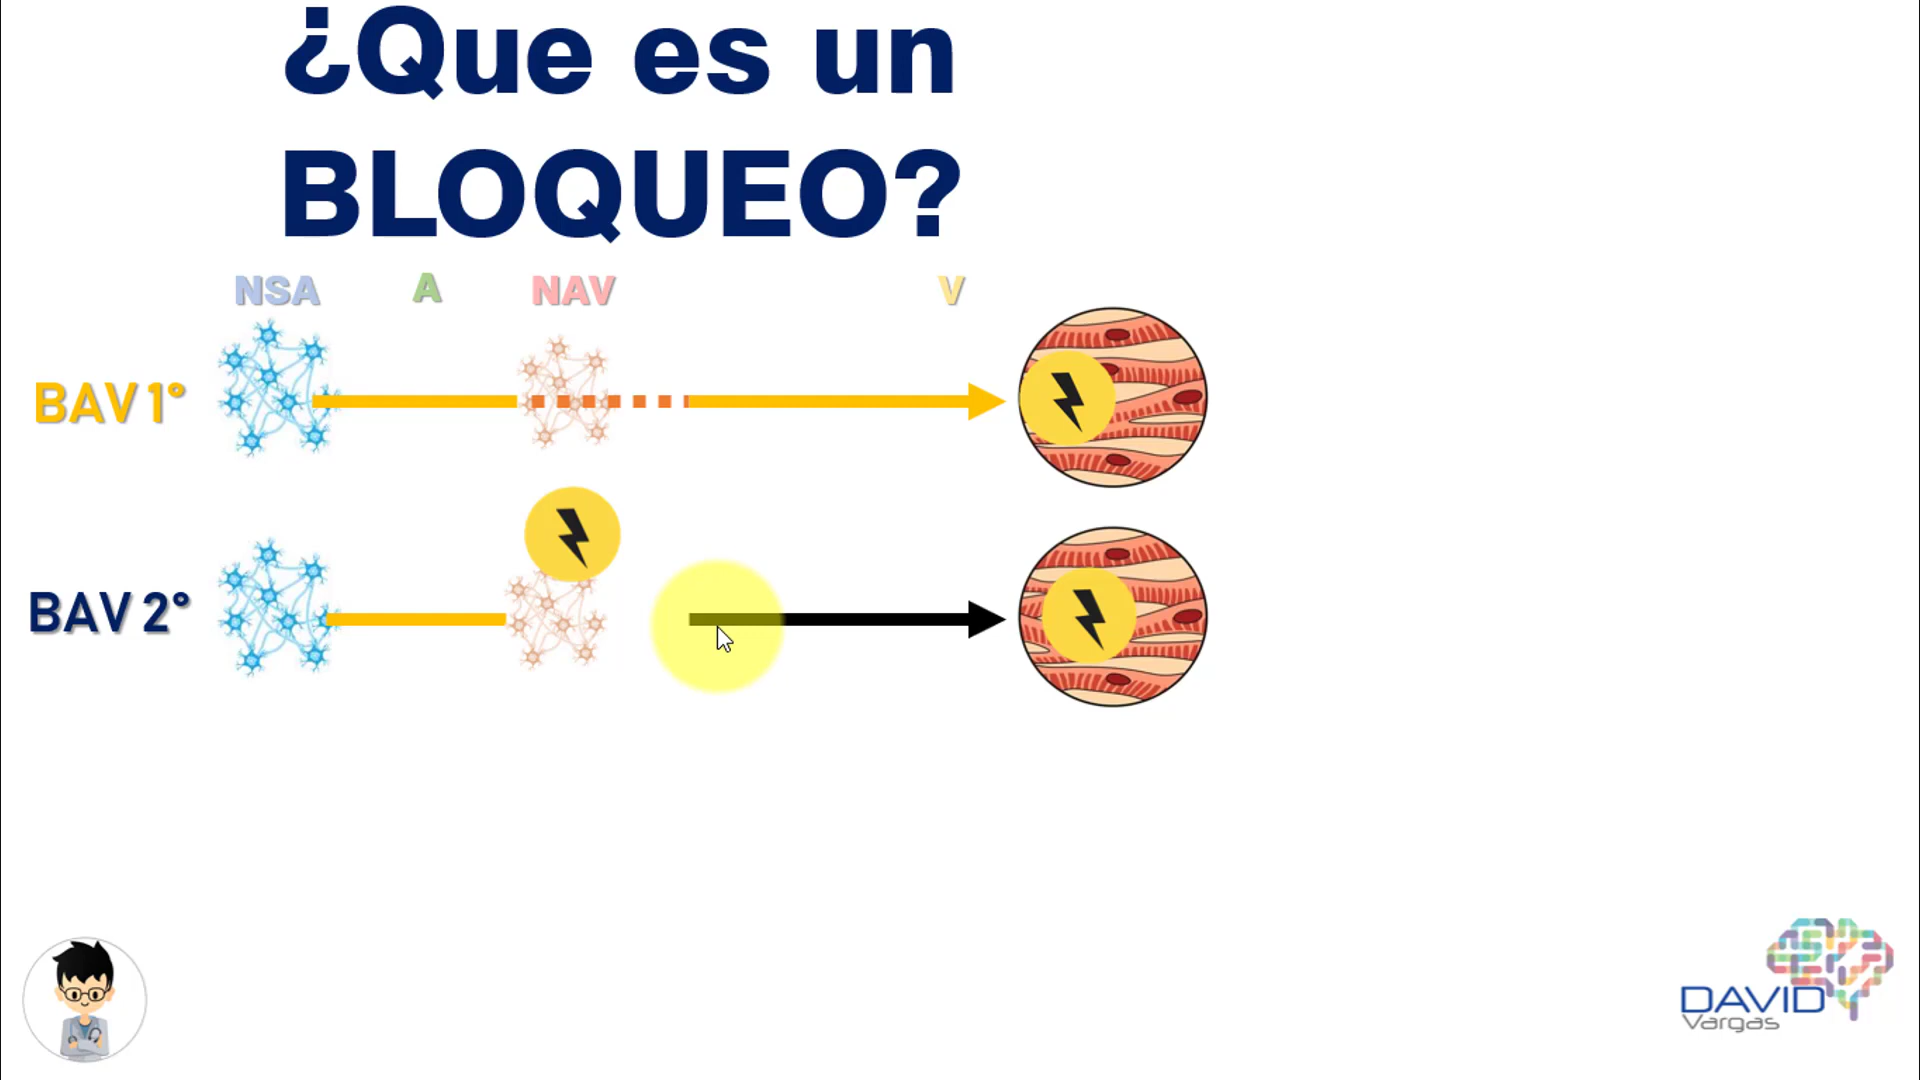 ¿Que es un
BLOQUEO?
NSA A NAV V
BAV 1°
BAV 2°
DAVID
Vargas